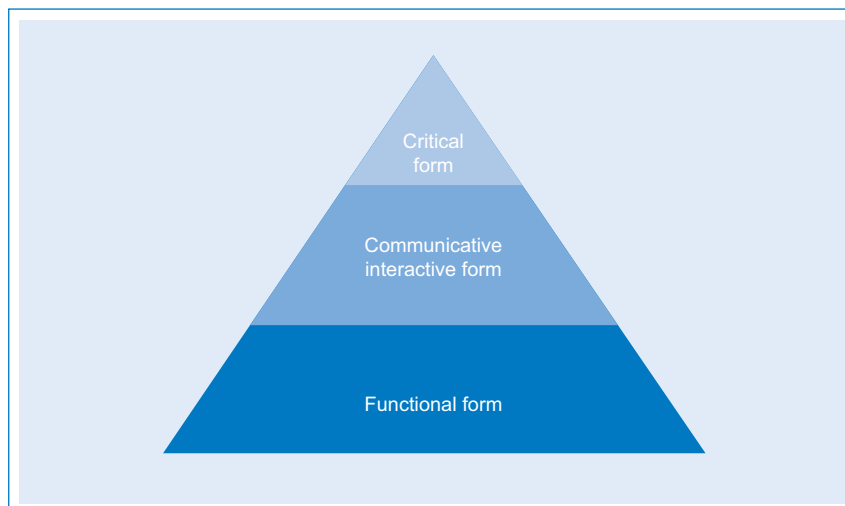 Critical
form
Communicative
interactive form
Functional form